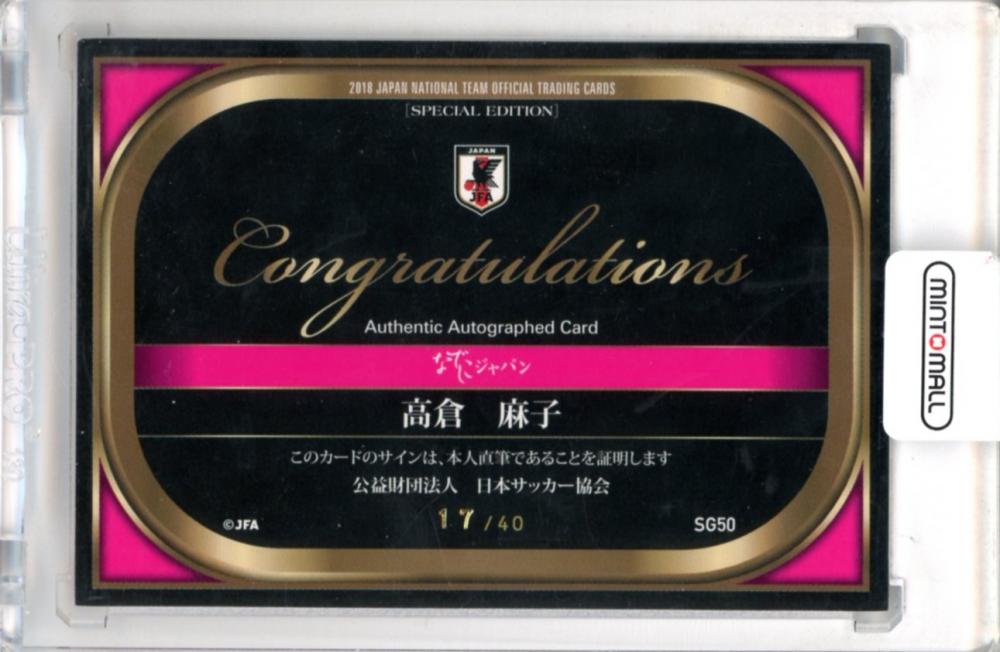 2018 JAPAN NATIONAL TEAM OFFICIAL TRADING CARDS
[SPECIAL EDITION]
JAPAN
JFA
Congratulations
Authentic Autographed Card
なでしこジャパン
高倉 麻子
このカードのサインは、本人直筆であることを証明します
公益財団法人 日本サッカー協会
17/40
©JFA
SG50
MINTMALL